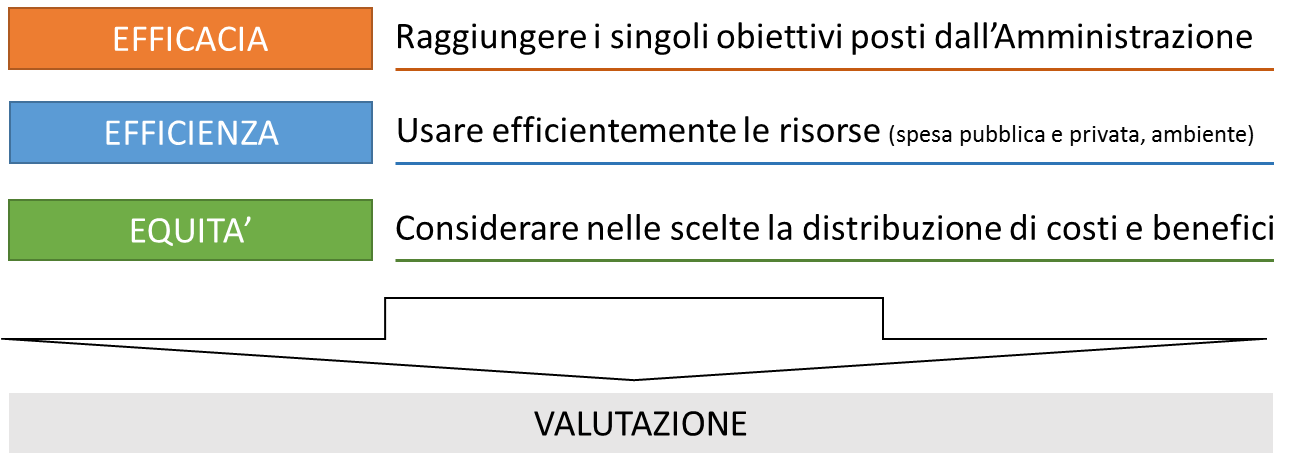 EFFICACIA Raggiungere i singoli obiettivi posti dall’Amministrazione
EFFICIENZA Usare efficientemente le risorse (spesa pubblica e privata, ambiente)
EQUITA’ Considerare nelle scelte la distribuzione di costi e benefici
VALUTAZIONE